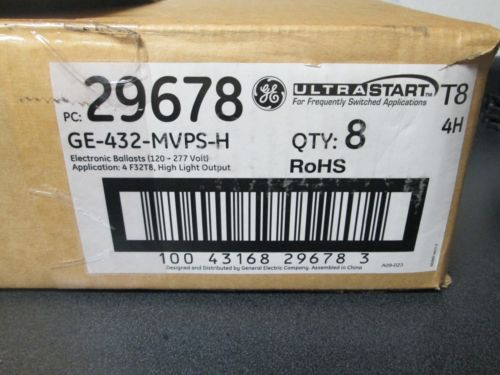 PC: 29678 GE ULTRASTART™ T8
For Frequently Switched Applications
GE-432-MVPS-H QTY: 8 4H
Electronic Ballasts (120 - 277 Volt)
Application: 4 F32T8, High Light Output RoHS
100 43168 29678 3
Designed and Distributed by General Electric Company. Assembled in China
A09-023